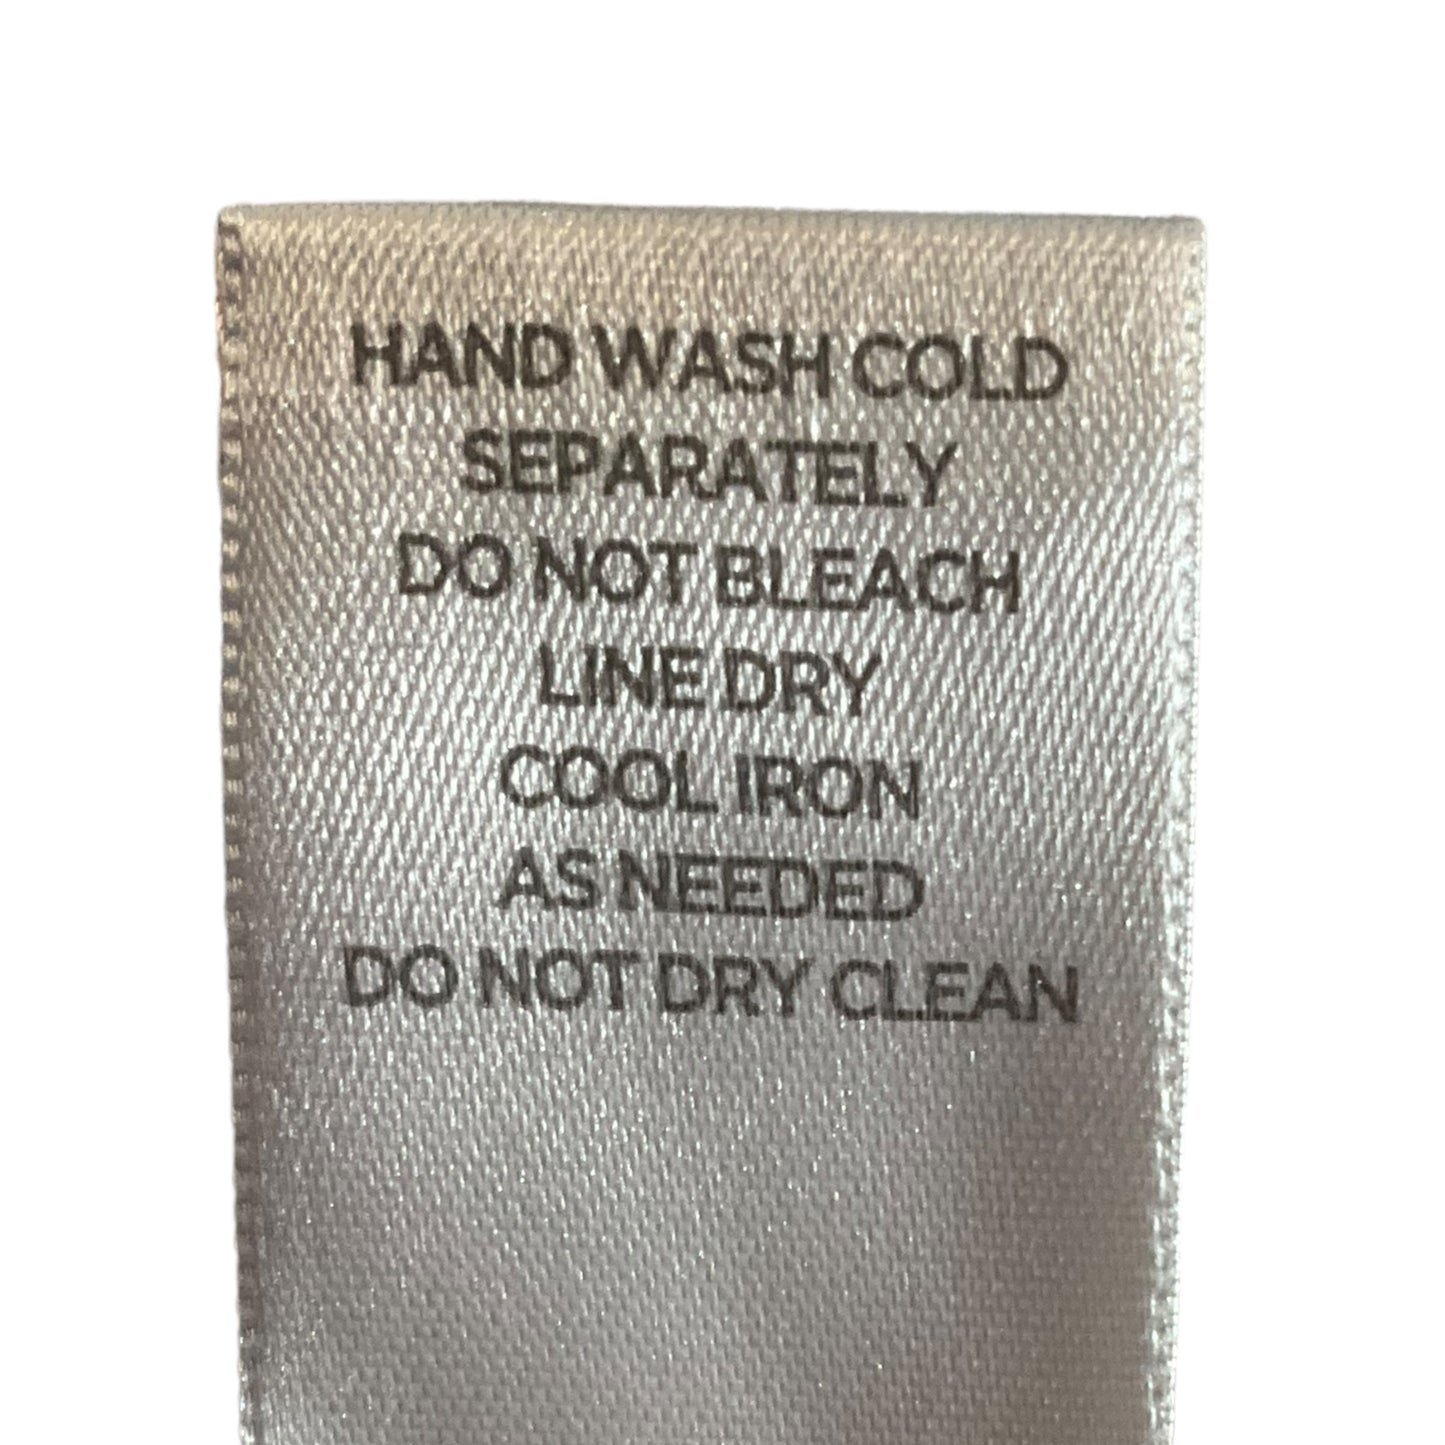 HAND WASH COLD
SEPARATELY
DO NOT BLEACH
LINE DRY
COOL IRON
AS NEEDED
DO NOT DRY CLEAN